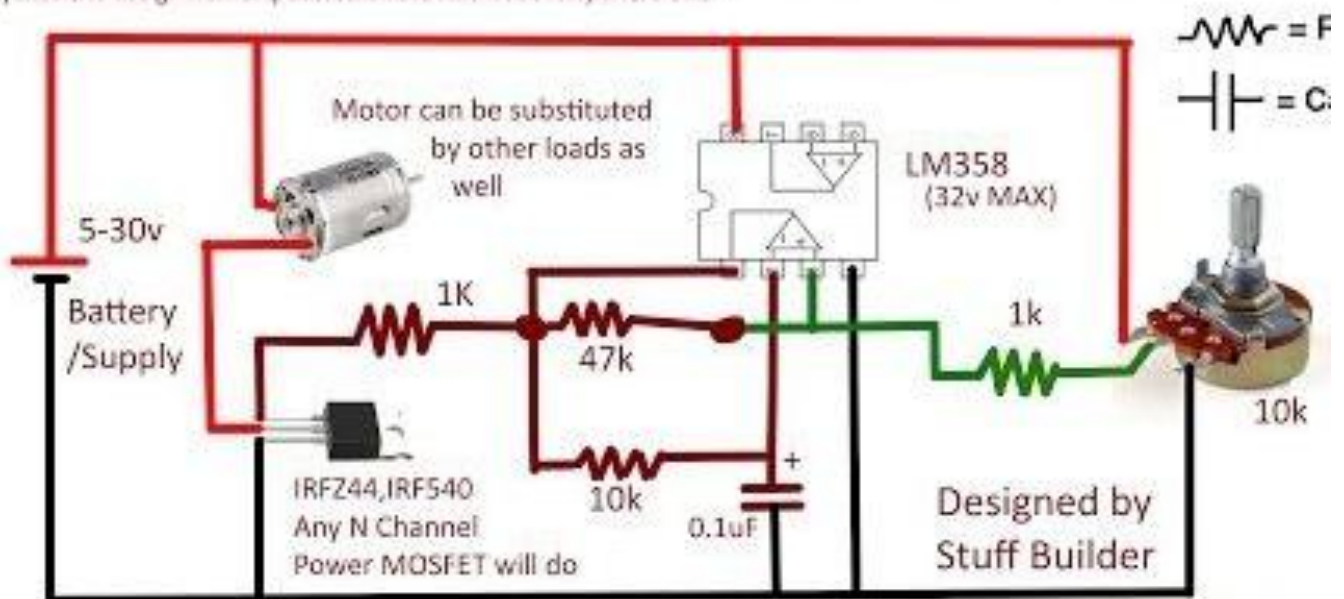 = F
= Ca
Motor can be substituted
by other loads as
well
LM358
(32v MAX)
5-30v
Battery
/Supply
1K
47k
1k
10k
10k
0.1uF
+
IRFZ44,IRF540
Any N Channel
Power MOSFET will do
Designed by
Stuff Builder